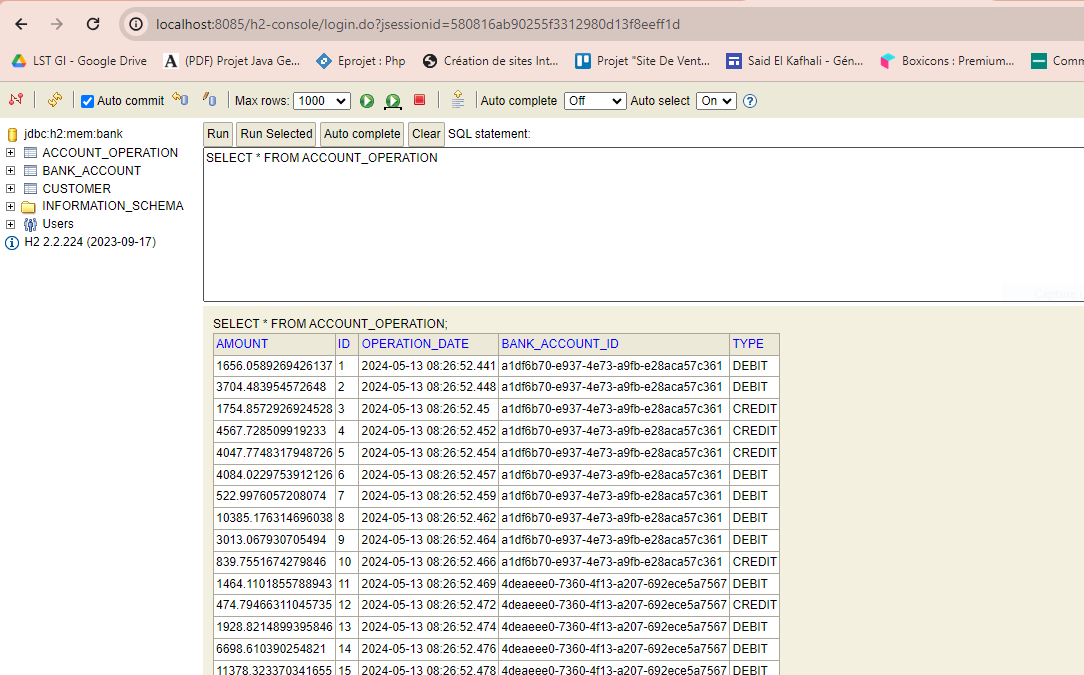 localhost:8085/h2-console/login.do?jsessionid=580816ab90255f3312980d13f8eeff1d
LST GI - Google Drive (PDF) Projet Java Ge... Eprojet : Php Création de sites Int... Projet "Site De Vent... Said El Kafhali - Gén... Boxicons : Premium... Comm
Auto commit Max rows: 1000 Auto complete Off Auto select On
jdbc:h2:mem:bank
ACCOUNT_OPERATION
BANK_ACCOUNT
CUSTOMER
INFORMATION_SCHEMA
Users
H2 2.2.224 (2023-09-17)
Run Run Selected Auto complete Clear SQL statement:
SELECT * FROM ACCOUNT_OPERATION
SELECT * FROM ACCOUNT_OPERATION;
AMOUNT ID OPERATION_DATE BANK_ACCOUNT_ID TYPE
1656.0589269426137 1 2024-05-13 08:26:52.441 a1df6b70-e937-4e73-a9fb-e28aca57c361 DEBIT
3704.483954572648 2 2024-05-13 08:26:52.448 a1df6b70-e937-4e73-a9fb-e28aca57c361 DEBIT
1754.8572926924528 3 2024-05-13 08:26:52.45 a1df6b70-e937-4e73-a9fb-e28aca57c361 CREDIT
4567.728509919233 4 2024-05-13 08:26:52.452 a1df6b70-e937-4e73-a9fb-e28aca57c361 CREDIT
4047.7748317948726 5 2024-05-13 08:26:52.454 a1df6b70-e937-4e73-a9fb-e28aca57c361 CREDIT
4084.0229753912126 6 2024-05-13 08:26:52.457 a1df6b70-e937-4e73-a9fb-e28aca57c361 DEBIT
522.9976057208074 7 2024-05-13 08:26:52.459 a1df6b70-e937-4e73-a9fb-e28aca57c361 DEBIT
10385.176314696038 8 2024-05-13 08:26:52.462 a1df6b70-e937-4e73-a9fb-e28aca57c361 DEBIT
3013.067930705494 9 2024-05-13 08:26:52.464 a1df6b70-e937-4e73-a9fb-e28aca57c361 DEBIT
839.7551674279846 10 2024-05-13 08:26:52.466 a1df6b70-e937-4e73-a9fb-e28aca57c361 CREDIT
1464.1101855788943 11 2024-05-13 08:26:52.469 4deaeee0-7360-4f13-a207-692ece5a7567 DEBIT
474.79466311045735 12 2024-05-13 08:26:52.472 4deaeee0-7360-4f13-a207-692ece5a7567 CREDIT
1928.8214899395846 13 2024-05-13 08:26:52.474 4deaeee0-7360-4f13-a207-692ece5a7567 DEBIT
6698.610390254821 14 2024-05-13 08:26:52.476 4deaeee0-7360-4f13-a207-692ece5a7567 DEBIT
11378.323370341655 15 2024-05-13 08:26:52.478 4deaeee0-7360-4f13-a207-692ece5a7567 DEBIT